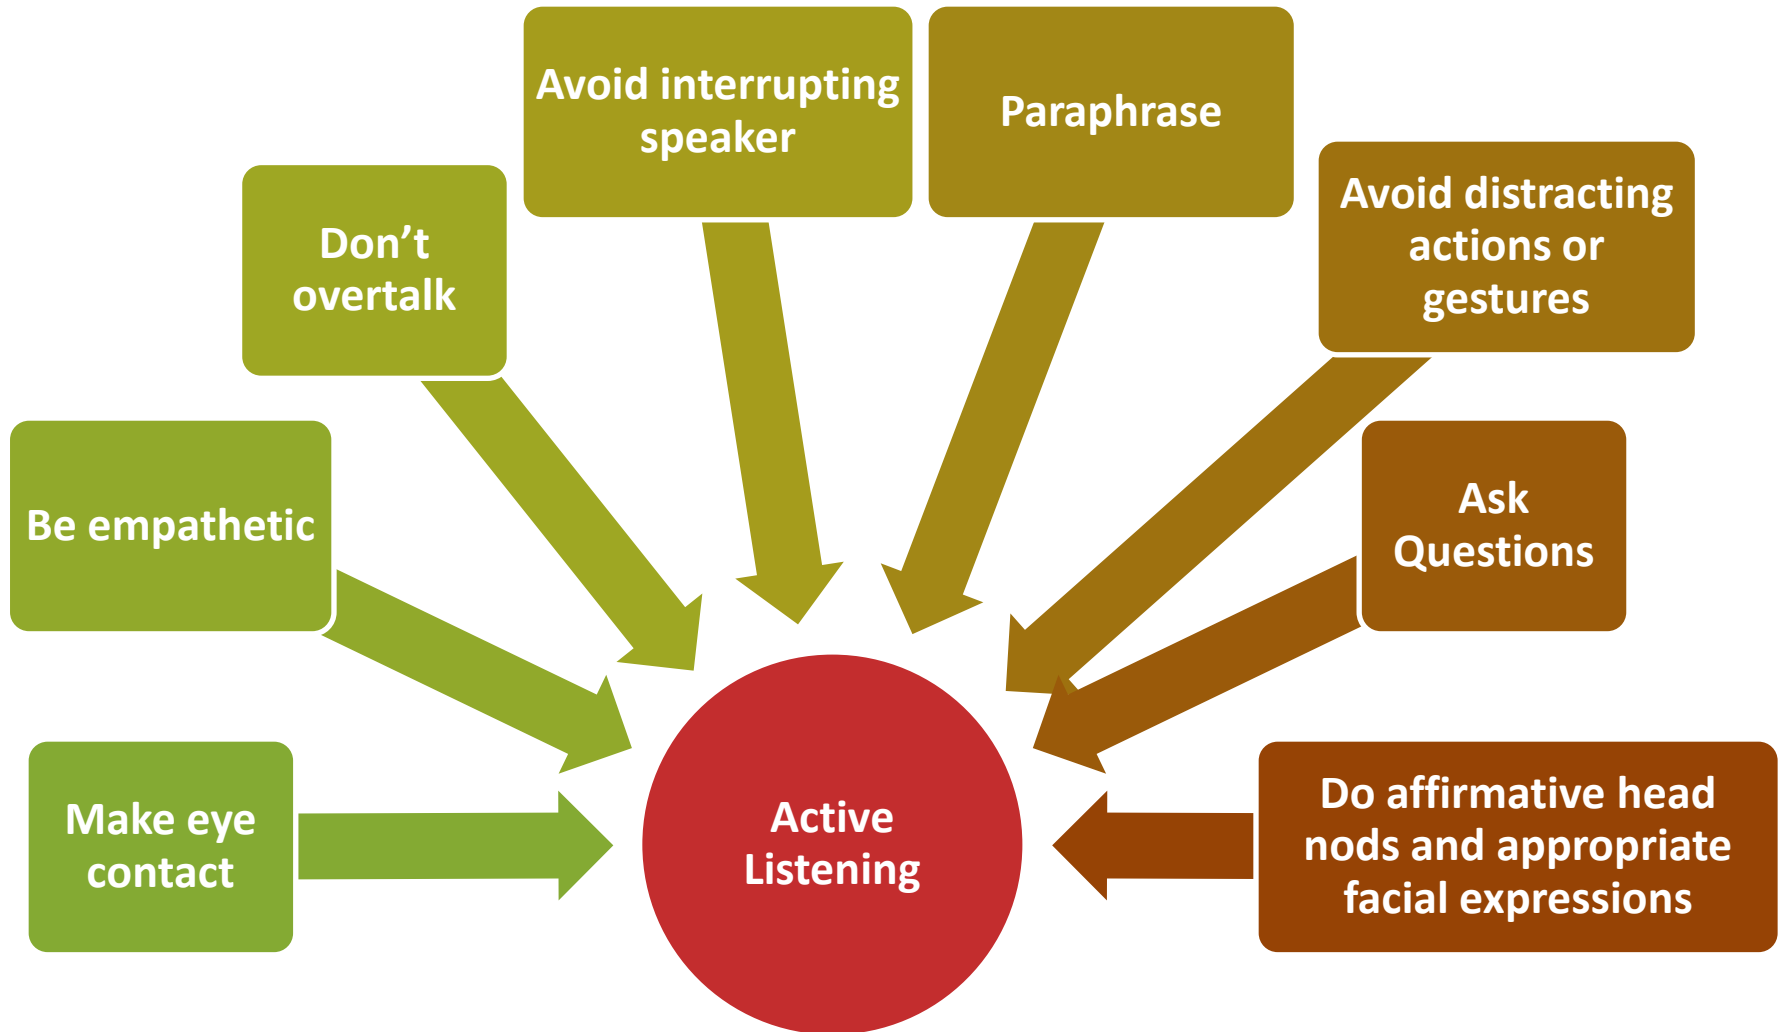 Avoid interrupting
speaker
Paraphrase
Avoid distracting
actions or
gestures
Don’t
overtalk
Be empathetic
Ask
Questions
Make eye
contact
Active
Listening
Do affirmative head
nods and appropriate
facial expressions